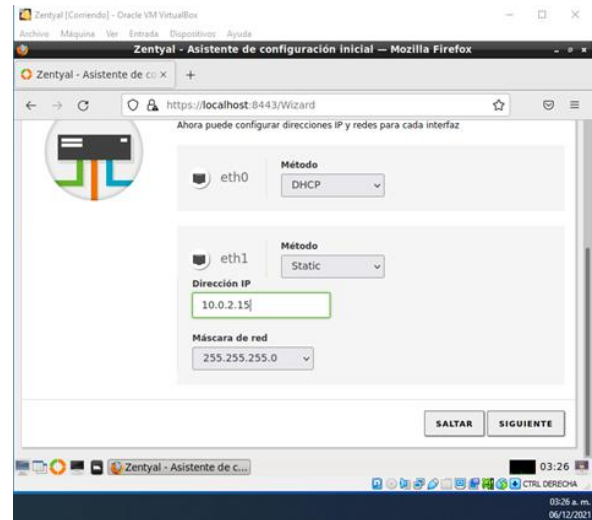 Zentyal [Corriendo] - Oracle VM VirtualBox
Archivo Máquina Ver Entrada Dispositivos Ayuda
Zentyal - Asistente de configuración inicial — Mozilla Firefox
Zentyal - Asistente de co
https://localhost:8443/Wizard
Ahora puede configurar direcciones IP y redes para cada interfaz
eth0
Método
DHCP
eth1
Método
Static
Dirección IP
10.0.2.15
Máscara de red
255.255.255.0
SALTAR SIGUIENTE
Zentyal - Asistente de c... 03:26
CTRL DERECHA
03:26 a. m.
06/12/2021